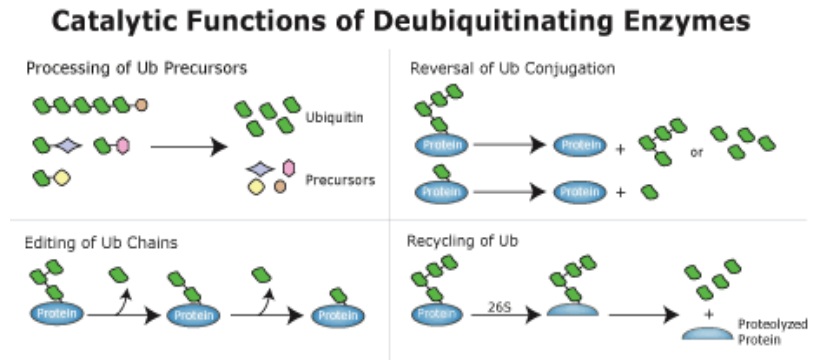 Catalytic Functions of Deubiquitinating Enzymes
Processing of Ub Precursors
Ubiquitin
Precursors
Reversal of Ub Conjugation
Protein
Protein
+
or
Protein
Protein
+
Editing of Ub Chains
Protein
Protein
Protein
Recycling of Ub
Protein
26S
+
Proteolyzed
Protein